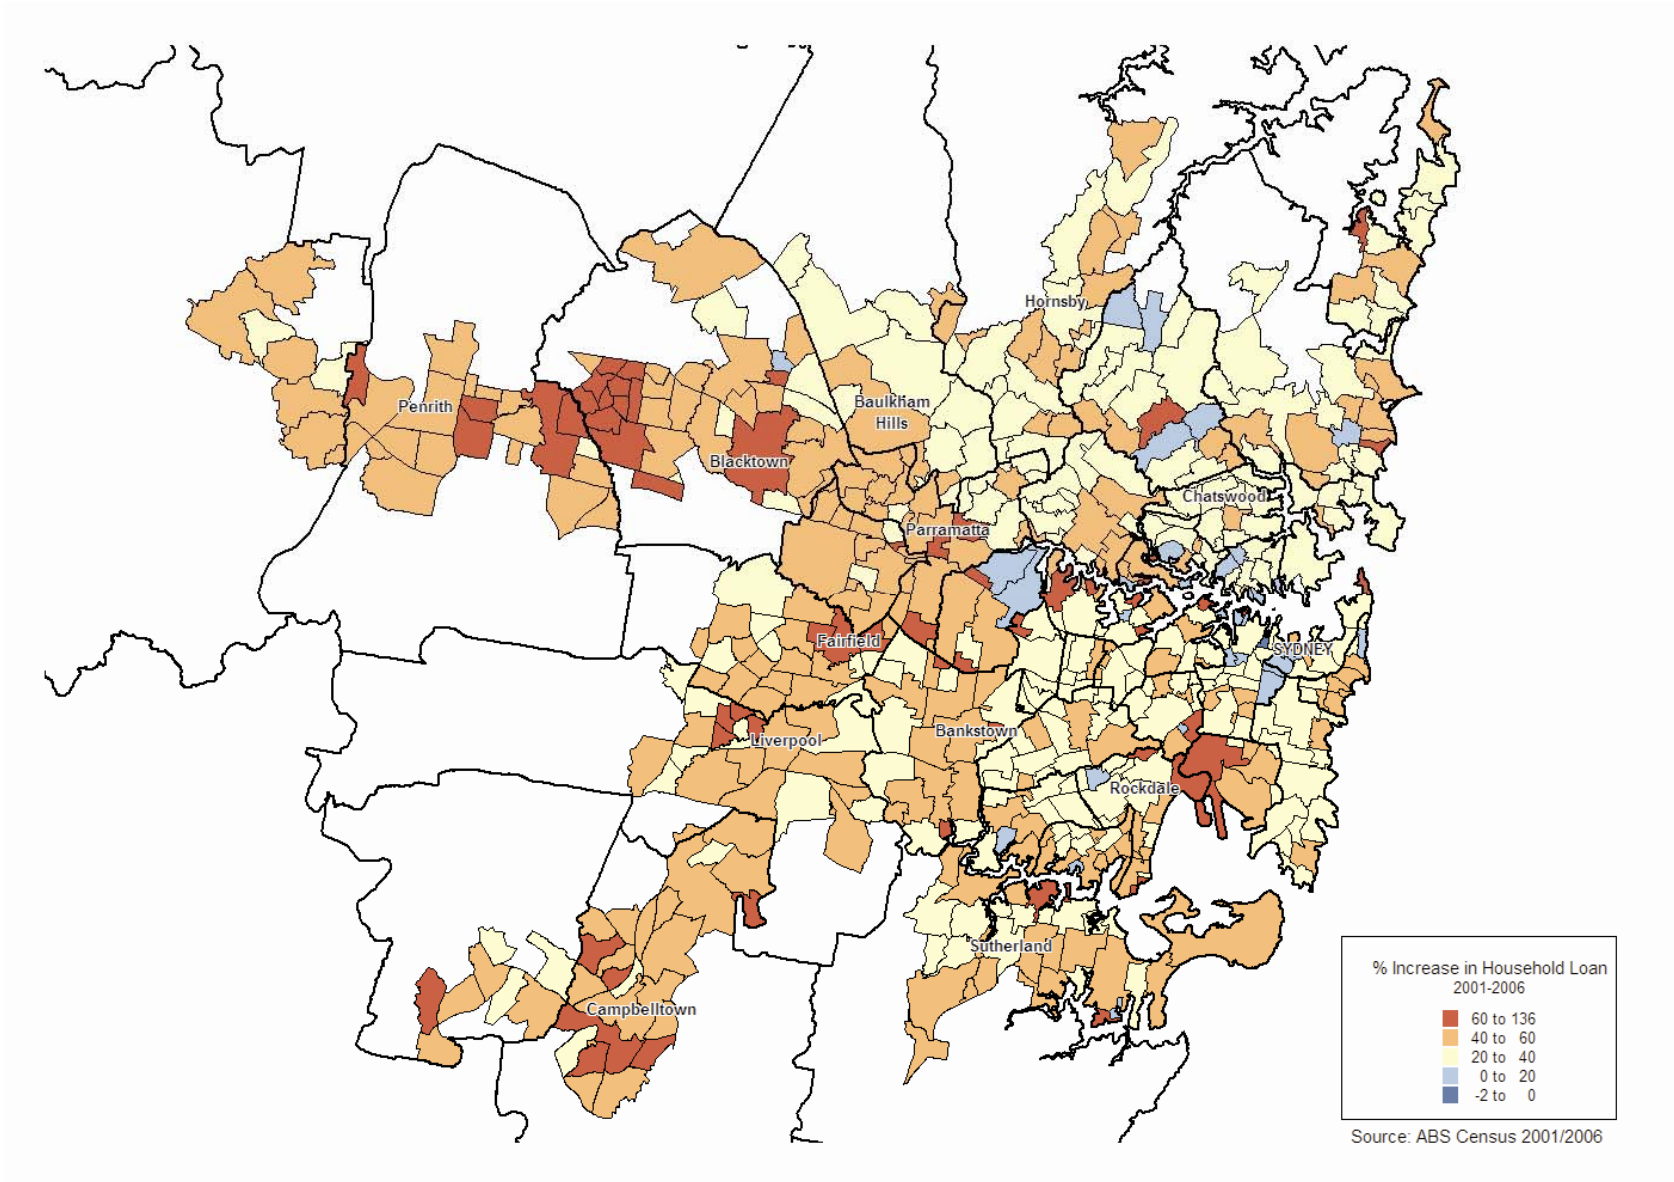 Hornsby
Penrith
Baulkham
Hills
Blacktown
Chatswood
Parramatta
Fairfield
SYDNEY
Liverpool
Bankstown
Rockdale
Sutherland
Campbelltown
% Increase in Household Loan
2001-2006
60 to 136
40 to 60
20 to 40
0 to 20
-2 to 0
Source: ABS Census 2001/2006